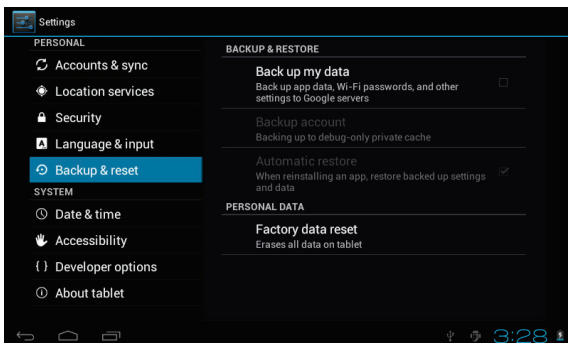 Settings
PERSONAL
Accounts & sync
Location services
Security
Language & input
Backup & reset
SYSTEM
Date & time
Accessibility
{ } Developer options
About tablet
BACKUP & RESTORE
Back up my data
Back up app data, Wi-Fi passwords, and other
settings to Google servers
Backup account
Backing up to debug-only private cache
Automatic restore
When reinstalling an app, restore backed up settings
and data
PERSONAL DATA
Factory data reset
Erases all data on tablet
3:28